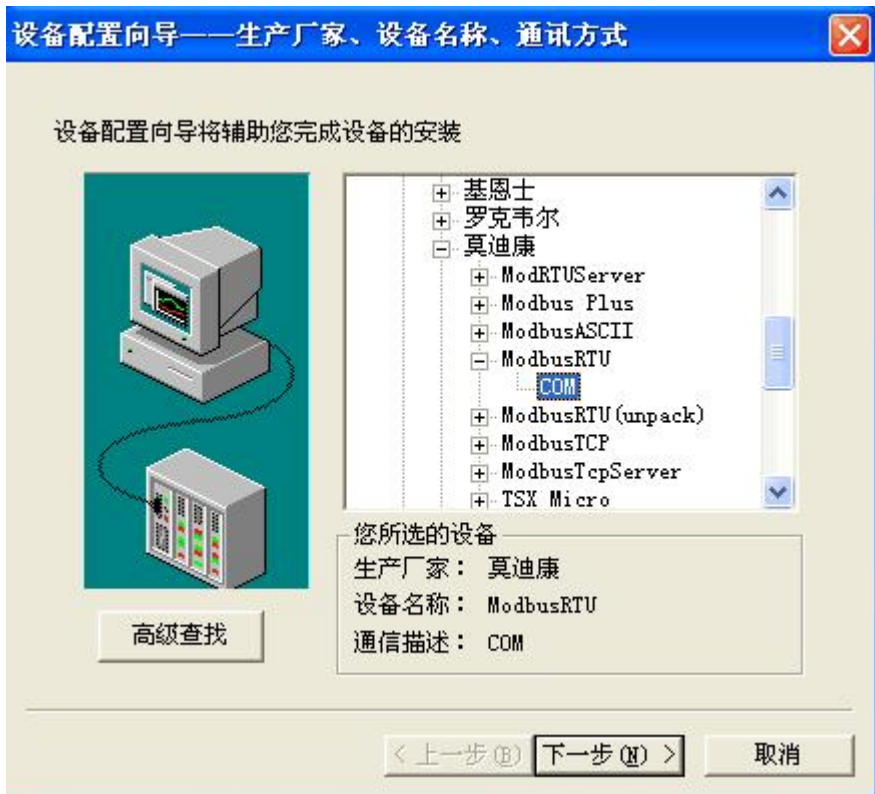 设备配置向导——生产厂家、设备名称、通讯方式
设备配置向导将辅助您完成设备的安装
基恩士
罗克韦尔
莫迪康
ModRTUServer
Modbus Plus
ModbusASCII
ModbusRTU
COM
ModbusRTU(unpack)
ModbusTCP
ModbusTcpServer
TSX Micro
您所选的设备
生产厂家： 莫迪康
设备名称： ModbusRTU
通信描述： COM
高级查找
< 上一步(B)
下一步(N) >
取消